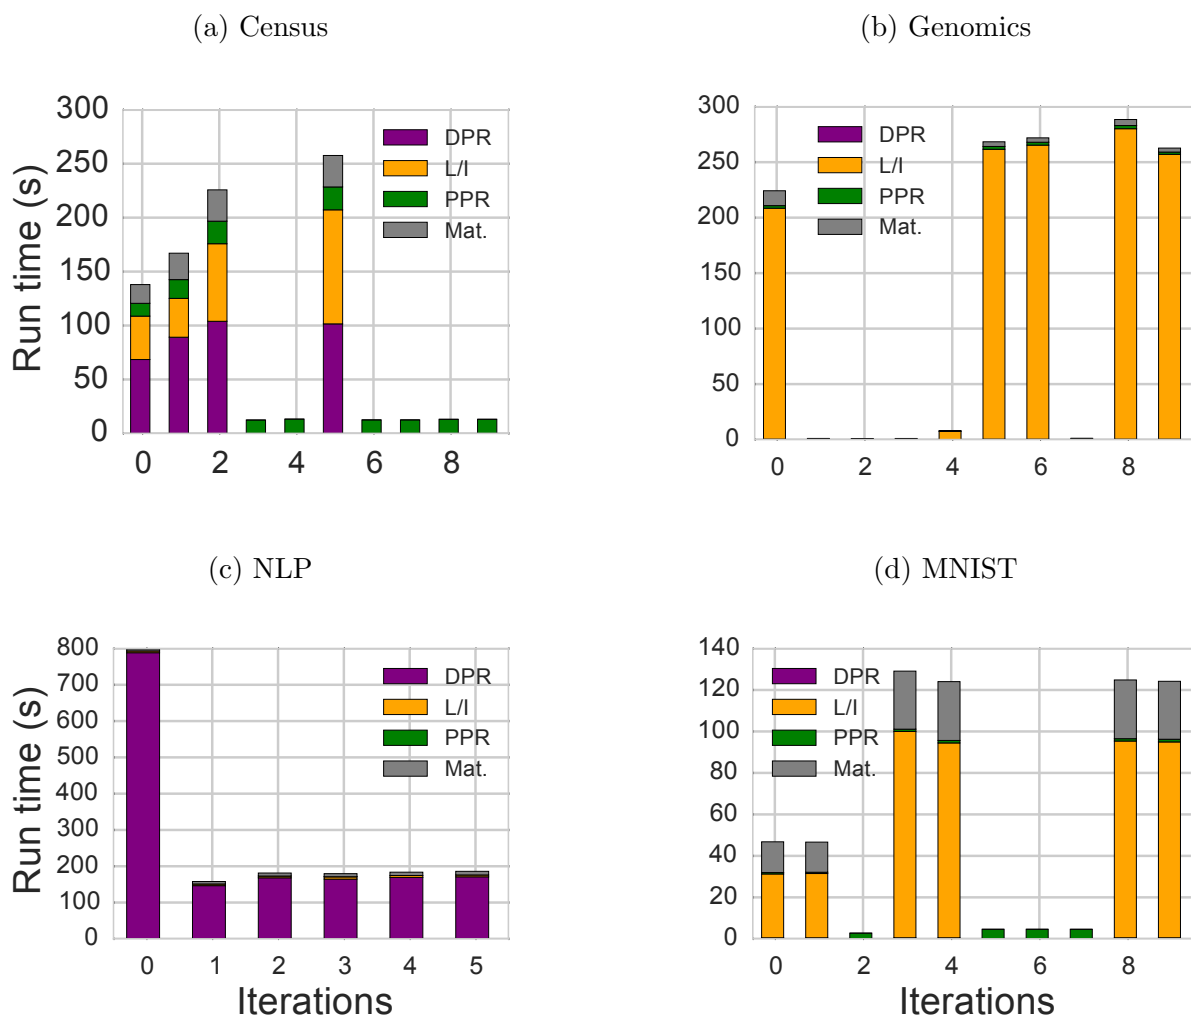 (a) Census
300
250
200
150
100
50
0
Run time (s)
DPR
L/I
PPR
Mat.
0 2 4 6 8
(b) Genomics
300
250
200
150
100
50
0
DPR
L/I
PPR
Mat.
0 2 4 6 8
(c) NLP
800
700
600
500
400
300
200
100
0
Run time (s)
DPR
L/I
PPR
Mat.
0 1 2 3 4 5
Iterations
(d) MNIST
140
120
100
80
60
40
20
0
DPR
L/I
PPR
Mat.
0 2 4 6 8
Iterations